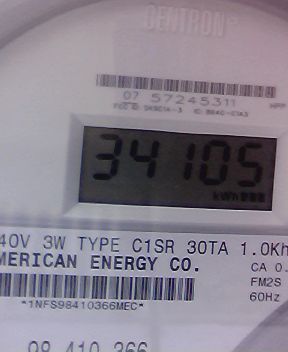 CENTRON®
07 57245311
34105
kWh
40V 3W TYPE C1SR 30TA 1.0Kh
MERICAN ENERGY CO.
CA 0.
FM2S
60Hz
*1NFS98410366MEC*
98 410 366